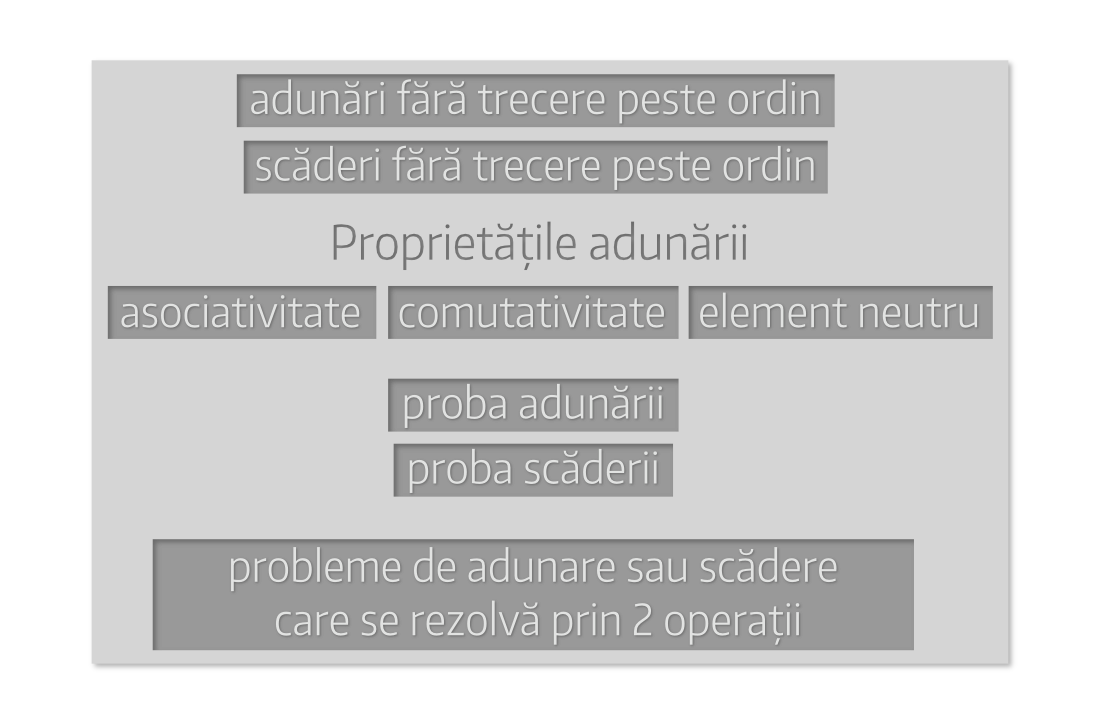 adunări fără trecere peste ordin
scăderi fără trecere peste ordin
Proprietățile adunării
asociativitate comutativitate element neutru
proba adunării
proba scăderii
probleme de adunare sau scădere
care se rezolvă prin 2 operații